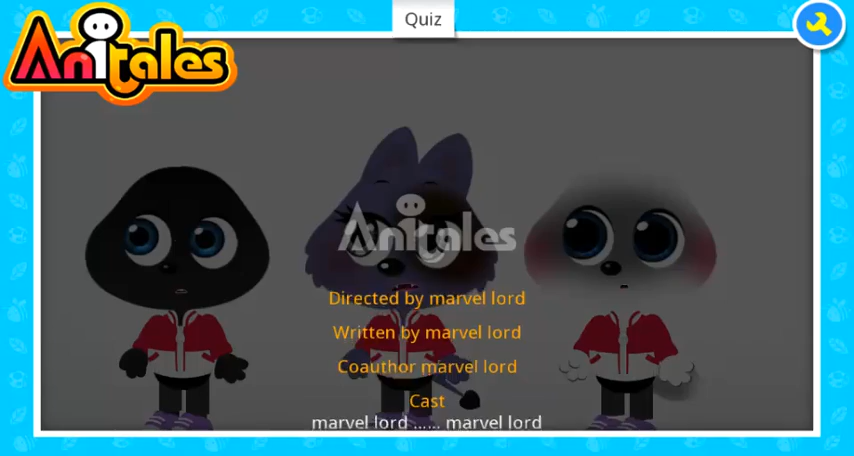 Quiz
Anitales
Anitales
Directed by marvel lord
Written by marvel lord
Coauthor marvel lord
Cast
marvel lord ...... marvel lord